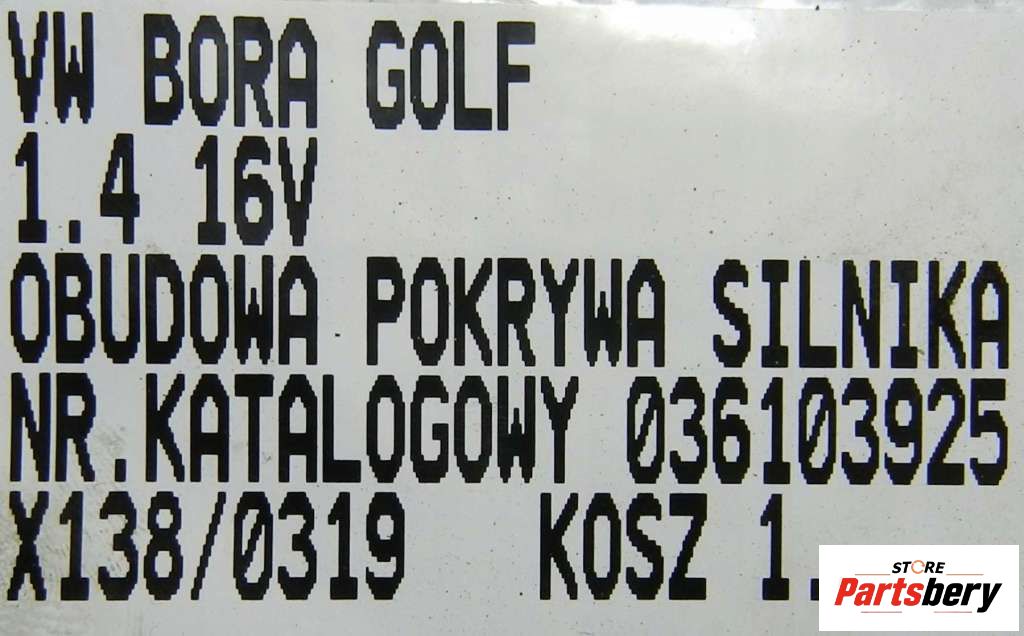 VW BORA GOLF
1.4 16V
OBUDOWA POKRYWA SILNIKA
NR.KATALOGOWY 036103925
X138/0319 KOSZ 1.
STORE
Partsbery